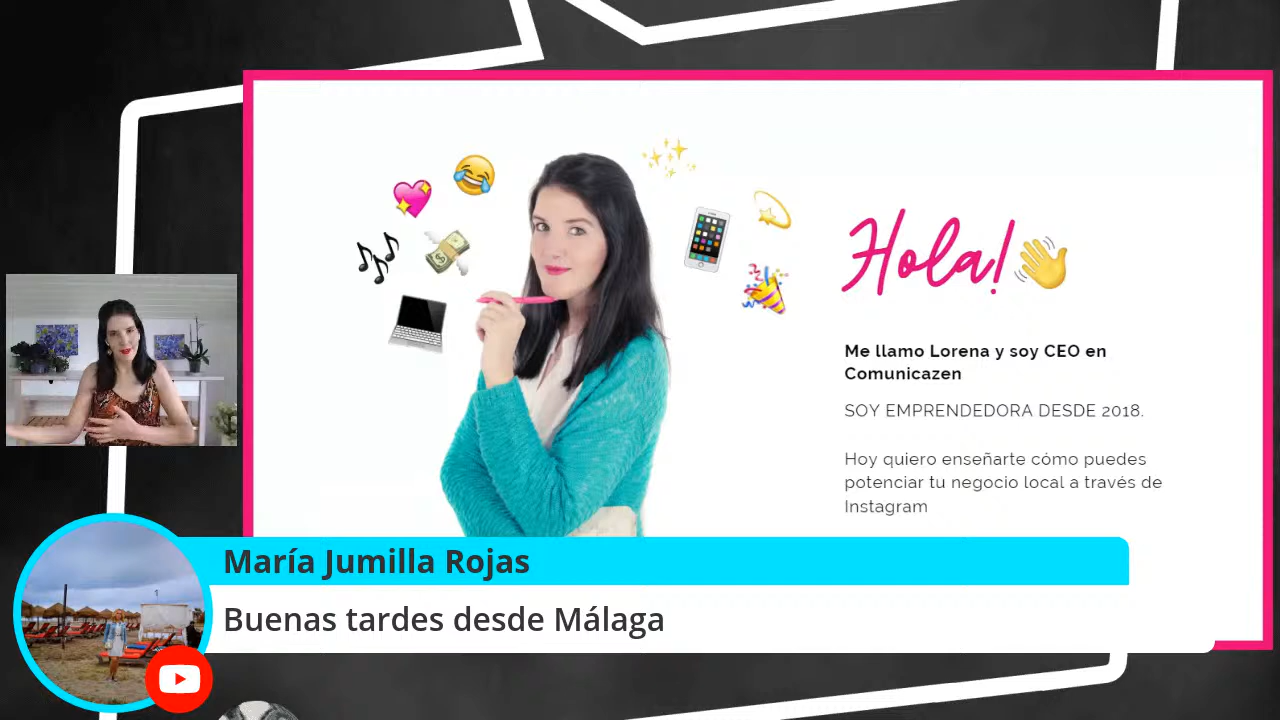 Hola!
Me llamo Lorena y soy CEO en
Comunicazen
SOY EMPRENDEDORA DESDE 2018.
Hoy quiero enseñarte cómo puedes
potenciar tu negocio local a través de
Instagram
María Jumilla Rojas
Buenas tardes desde Málaga